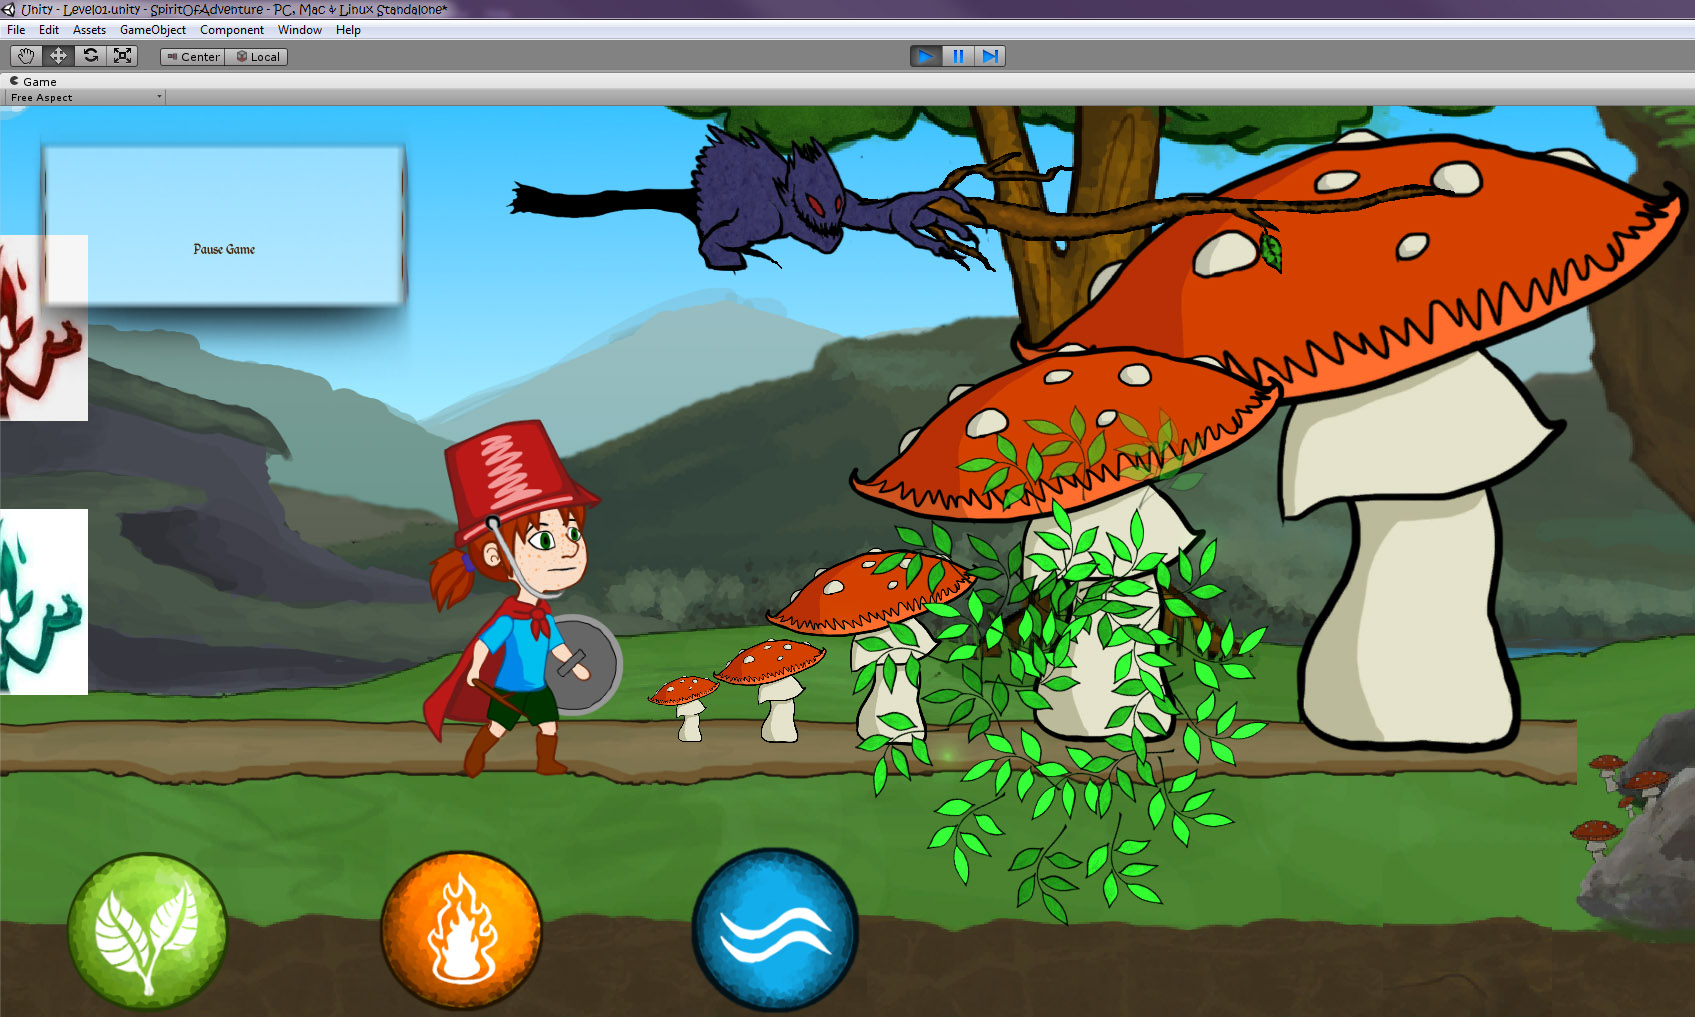 Unity - Level01.unity - SpiritOfAdventure - PC, Mac & Linux Standalone*
File Edit Assets GameObject Component Window Help
Center Local
Game
Free Aspect
Pause Game